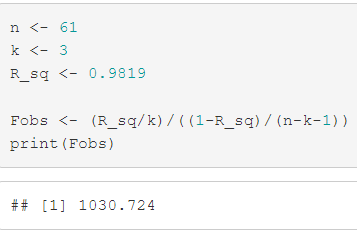 n <- 61
k <- 3
R_sq <- 0.9819
Fobs <- (R_sq/k)/((1-R_sq)/(n-k-1))
print(Fobs)
## [1] 1030.724